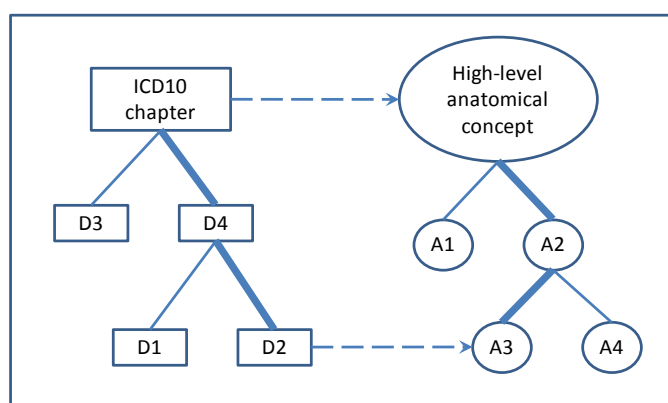 ICD10
chapter
High-level
anatomical
concept
D3
D4
A1
A2
D1
D2
A3
A4